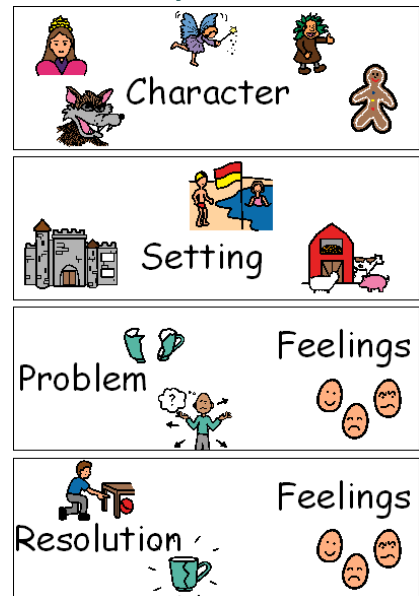 Character
Setting
Feelings
Problem
?
Feelings
Resolution